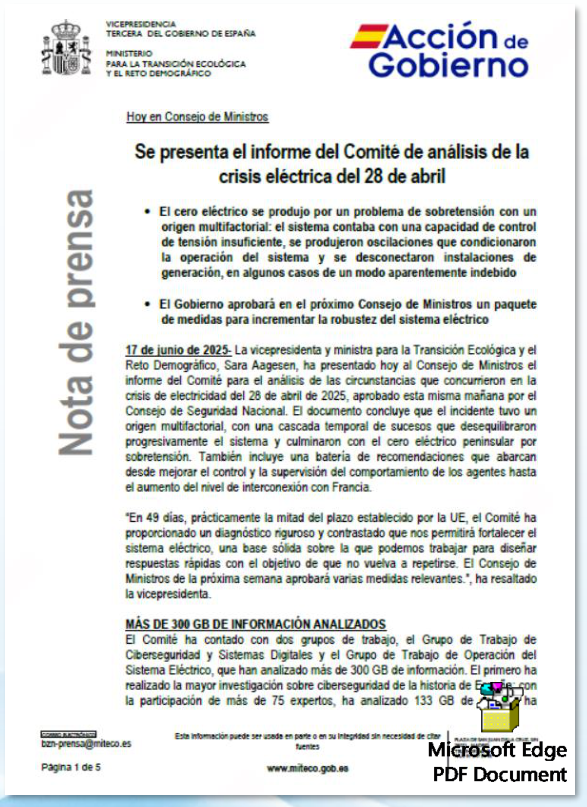 VICEPRESIDENCIA
TERCERA DEL GOBIERNO DE ESPAÑA
MINISTERIO
PARA LA TRANSICIÓN ECOLÓGICA
Y EL RETO DEMOGRÁFICO
Acción de
Gobierno
Hoy en Consejo de Ministros
Se presenta el informe del Comité de análisis de la
crisis eléctrica del 28 de abril
Nota de prensa
• El cero eléctrico se produjo por un problema de sobretensión con un
origen multifactorial: el sistema contaba con una capacidad de control
de tensión insuficiente, se produjeron oscilaciones que condicionaron
la operación del sistema y se desconectaron instalaciones de
generación, en algunos casos de un modo aparentemente indebido
• El Gobierno aprobará en el próximo Consejo de Ministros un paquete
de medidas para incrementar la robustez del sistema eléctrico
17 de junio de 2025- La vicepresidenta y ministra para la Transición Ecológica y el
Reto Demográfico, Sara Aagesen, ha presentado hoy al Consejo de Ministros el
informe del Comité para el análisis de las circunstancias que concurrieron en la
crisis de electricidad del 28 de abril de 2025, aprobado esta misma mañana por el
Consejo de Seguridad Nacional. El documento concluye que el incidente tuvo un
origen multifactorial, con una cascada temporal de sucesos que desequilibraron
progresivamente el sistema y culminaron con el cero eléctrico peninsular por
sobretensión. También incluye una batería de recomendaciones que abarcan
desde mejorar el control y la supervisión del comportamiento de los agentes hasta
el aumento del nivel de interconexión con Francia.
"En 49 días, prácticamente la mitad del plazo establecido por la UE, el Comité ha
proporcionado un diagnóstico riguroso y contrastado que nos permitirá fortalecer el
sistema eléctrico, una base sólida sobre la que podemos trabajar para diseñar
respuestas rápidas con el objetivo de que no vuelva a repetirse. El Consejo de
Ministros de la próxima semana aprobará varias medidas relevantes.", ha resaltado
la vicepresidenta.
MÁS DE 300 GB DE INFORMACIÓN ANALIZADOS
El Comité ha contado con dos grupos de trabajo, el Grupo de Trabajo de
Ciberseguridad y Sistemas Digitales y el Grupo de Trabajo de Operación del
Sistema Eléctrico, que han analizado más de 300 GB de información. El primero ha
realizado la mayor investigación sobre ciberseguridad de la historia de con
la participación de más de 75 expertos, ha analizado 133 GB de ha
CORREO ELECTRÓNICO
bzn-prensa@miteco.es
Esta información puede ser usada en parte o en su integridad sin necesidad de citar
fuentes
Página 1 de 5
www.miteco.gob.es
Microsoft Edge
PDF Document